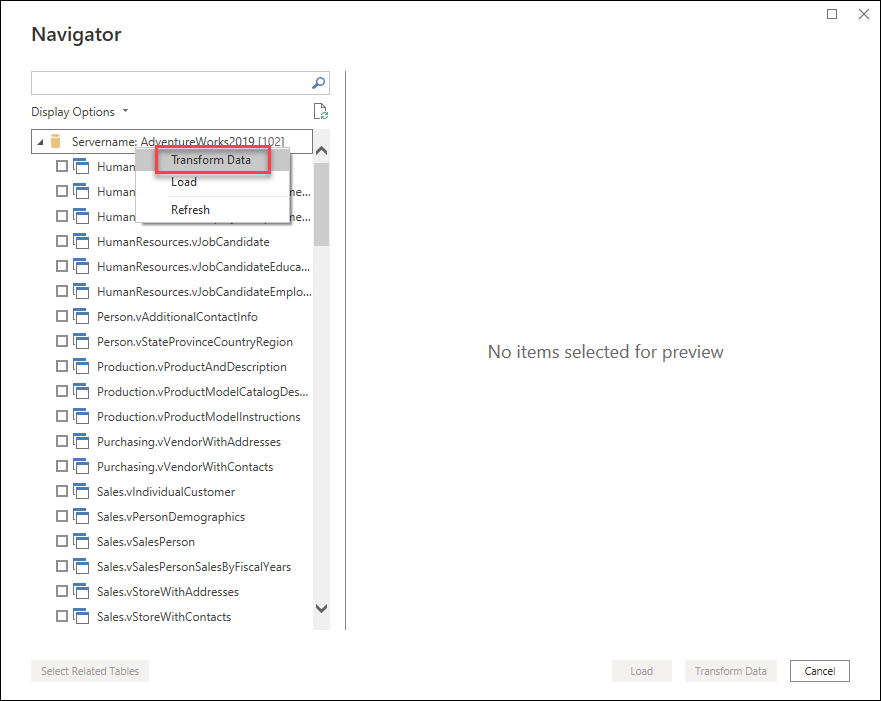 Navigator
Display Options
Servername: AdventureWorks2019 [102]
Transform Data
Load
Refresh
Human
Human
me...
Human
me...
HumanResources.vJobCandidate
HumanResources.vJobCandidateEduca...
HumanResources.vJobCandidateEmplo...
Person.vAdditionalContactInfo
Person.vStateProvinceCountryRegion
Production.vProductAndDescription
Production.vProductModelCatalogDes...
Production.vProductModelInstructions
Purchasing.vVendorWithAddresses
Purchasing.vVendorWithContacts
Sales.vIndividualCustomer
Sales.vPersonDemographics
Sales.vSalesPerson
Sales.vSalesPersonSalesByFiscalYears
Sales.vStoreWithAddresses
Sales.vStoreWithContacts
No items selected for preview
Select Related Tables
Load
Transform Data
Cancel